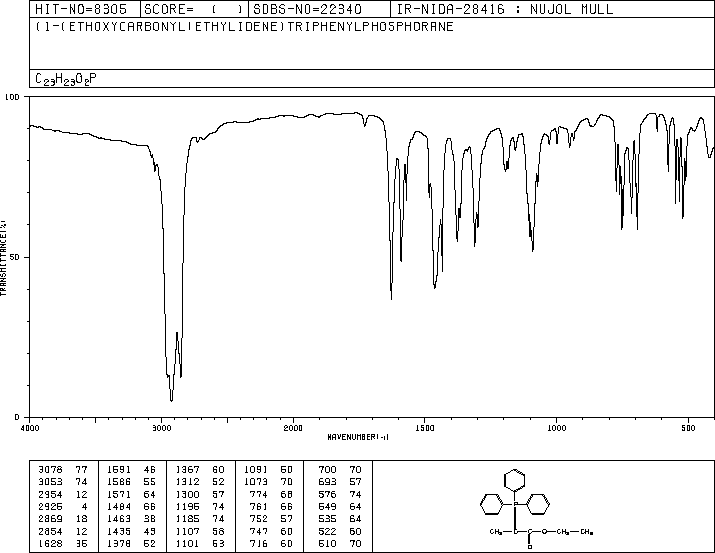 HIT-NO=8305 SCORE= ( ) SDBS-NO=22340 IR-NIDA-28416 : NUJOL MULL
(1-(ETHOXYCARBONYL)ETHYLIDENE)TRIPHENYLPHOSPHORANE
C23H23O2P
100
50
0
TRANSMITTANCE(%)
4000 3000 2000 1500 1000 500
WAVENUMBER(-1)
3078 77 1591 46 1367 60 1091 50 700 70
3053 74 1586 55 1312 52 1073 70 693 57
2954 12 1571 64 1300 57 774 68 576 74
2925 4 1484 66 1195 74 761 66 549 64
2869 18 1463 38 1185 74 752 57 535 64
2854 12 1435 49 1107 58 747 60 522 60
1628 35 1378 52 1101 53 716 60 510 70
P
CH3 C C O CH2 CH3
O